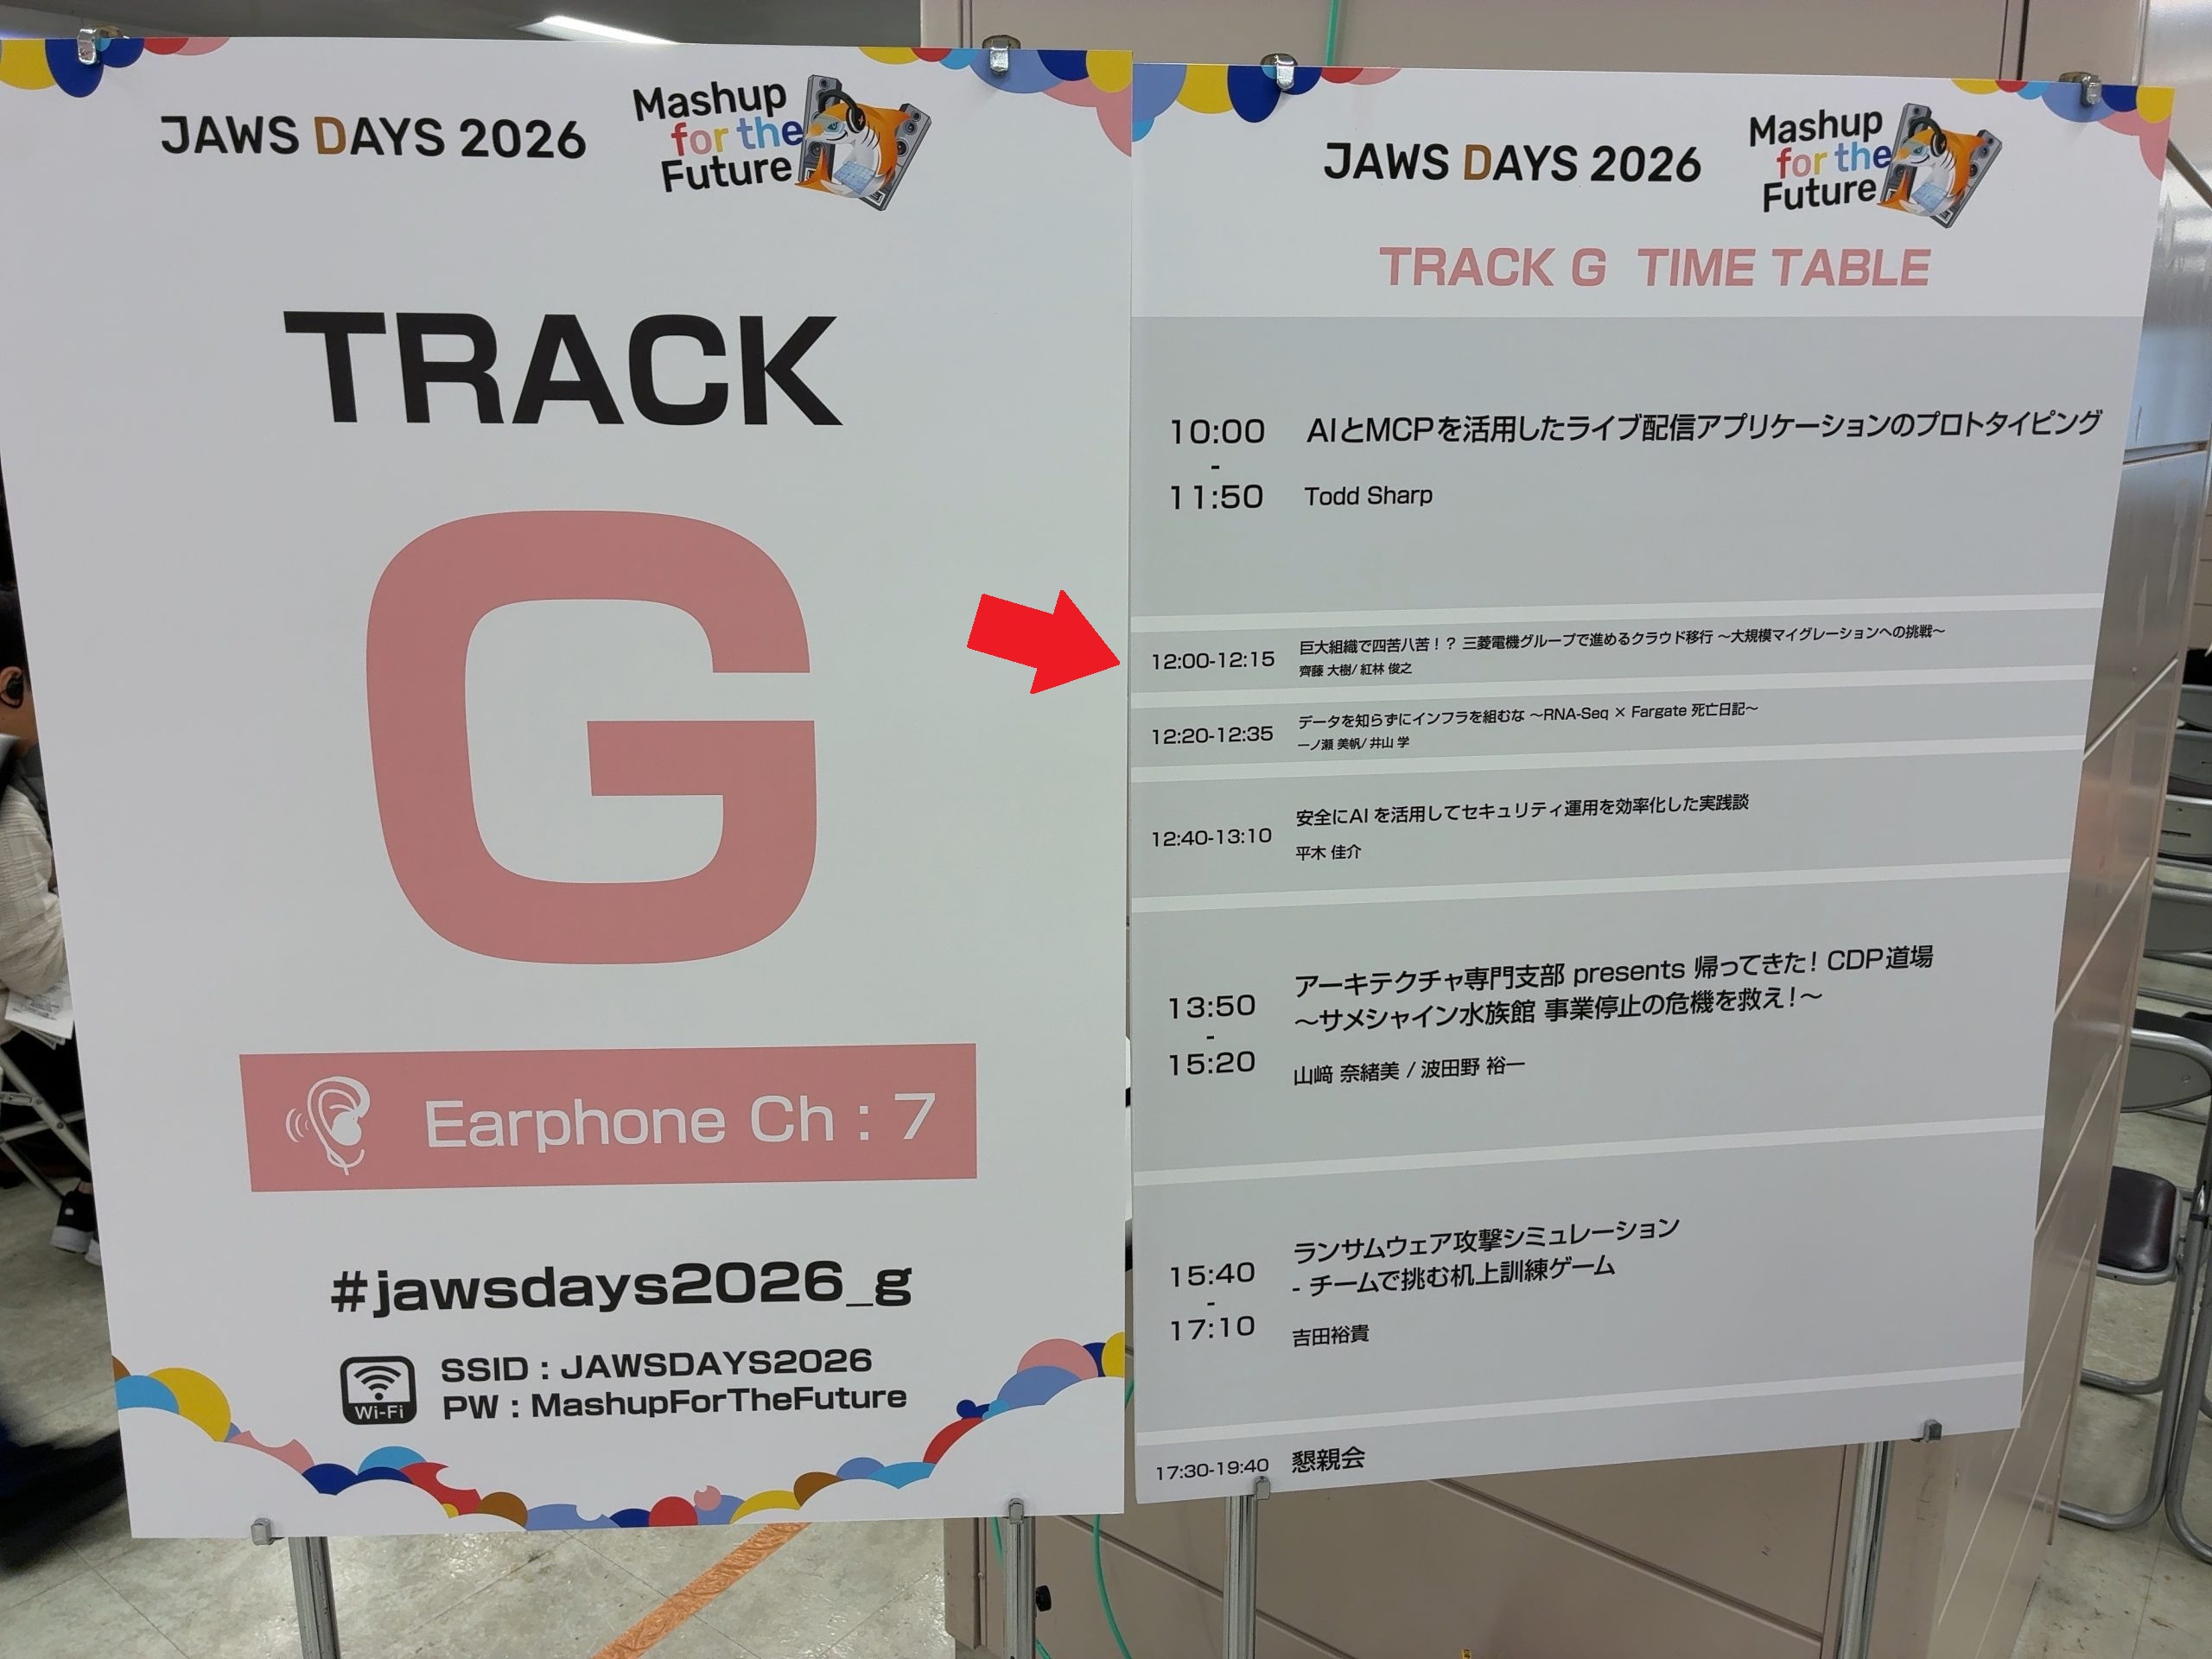 JAWS DAYS 2026
Mashup
for the
Future
TRACK
G
Earphone Ch : 7
#jawsdays2026_g
Wi-Fi
SSID : JAWSDAYS2026
PW : MashupForTheFuture
JAWS DAYS 2026
Mashup
for the
Future
TRACK G TIME TABLE
10:00
-
11:50
AIとMCPを活用したライブ配信アプリケーションのプロトタイピング
Todd Sharp
12:00-12:15
巨大組織で四苦八苦!? 三菱電機グループで進めるクラウド移行 ～大規模マイグレーションへの挑戦～
齊藤 大樹/ 紅林 俊之
12:20-12:35
データを知らずにインフラを組むな ～RNA-Seq × Fargate 死亡日記～
一ノ瀬 美帆/ 井山 学
12:40-13:10
安全にAI を活用してセキュリティ運用を効率化した実践談
平木 佳介
13:50
-
15:20
アーキテクチャ専門支部 presents 帰ってきた! CDP道場
～サメシャイン水族館 事業停止の危機を救え!～
山﨑 奈緒美 / 波田野 裕一
15:40
-
17:10
ランサムウェア攻撃シミュレーション
- チームで挑む机上訓練ゲーム
吉田裕貴
17:30-19:40
懇親会